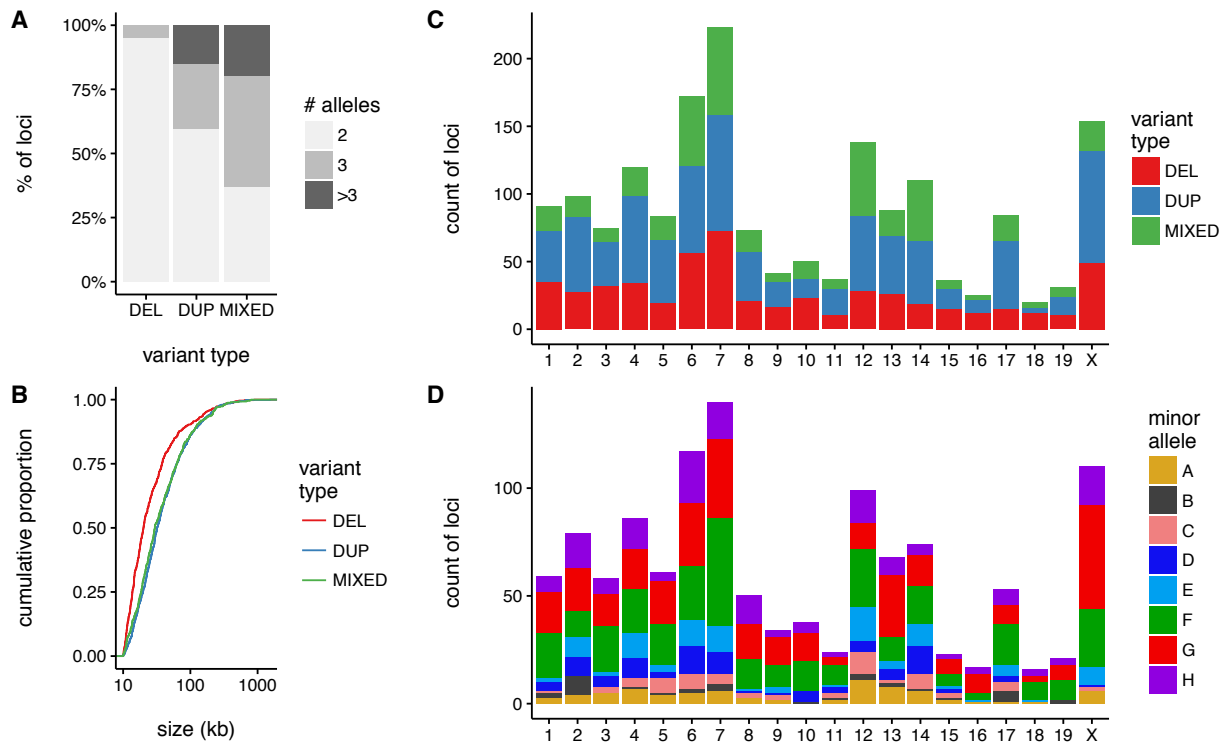 A
100%
75%
50%
25%
0%
% of loci
DEL DUP MIXED
variant type
# alleles
2
3
>3
B
1.00
0.75
0.50
0.25
0.00
cumulative proportion
10 100 1000
size (kb)
variant
type
DEL
DUP
MIXED
C
200
150
100
50
0
count of loci
1 2 3 4 5 6 7 8 9 10 11 12 13 14 15 16 17 18 19 X
variant
type
DEL
DUP
MIXED
D
100
50
0
count of loci
1 2 3 4 5 6 7 8 9 10 11 12 13 14 15 16 17 18 19 X
minor
allele
A
B
C
D
E
F
G
H